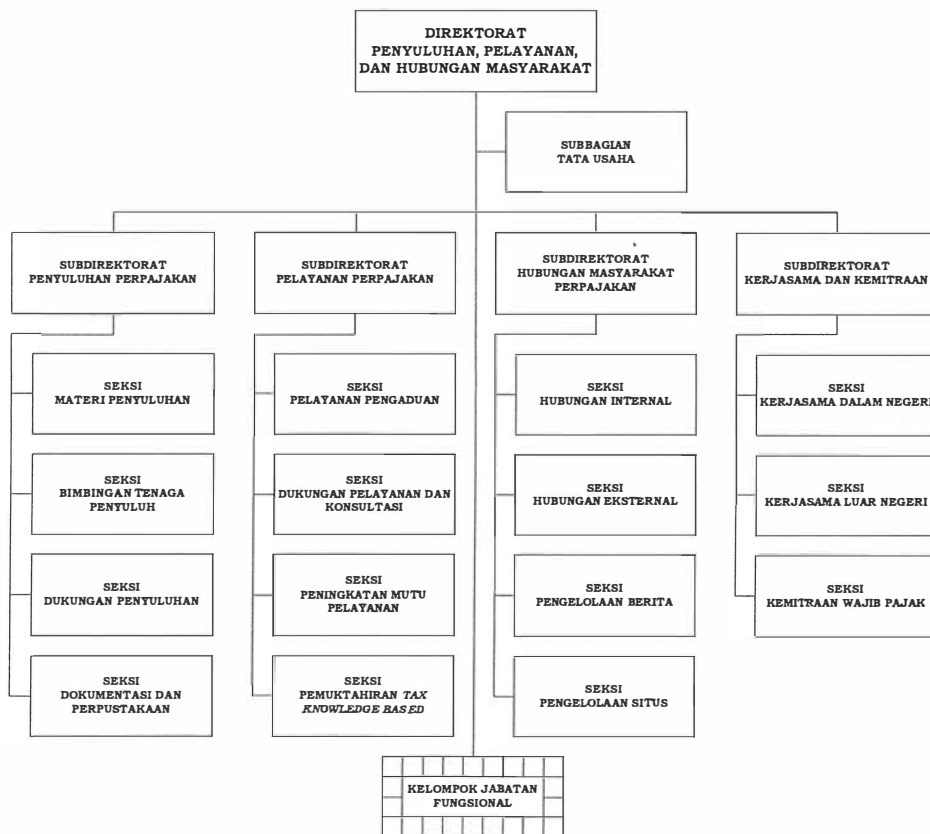 DIREKTORAT
PENYULUHAN, PELAYANAN,
DAN HUBUNGAN MASYARAKAT
SUBBAGIAN
TATA USAHA
SUBDIREKTORAT
PENYULUHAN PERPAJAKAN
SUBDIREKTORAT
PELAYANAN PERPAJAKAN
SUBDIREKTORAT
HUBUNGAN MASYARAKAT
PERPAJAKAN
SUBDIREKTORAT
KERJASAMA DAN KEMITRAAN
SEKSI
MATERI PENYULUHAN
SEKSI
BIMBINGAN TENAGA
PENYULUH
SEKSI
DUKUNGAN PENYULUHAN
SEKSI
DOKUMENTASI DAN
PERPUSTAKAAN
SEKSI
PELAYANAN PENGADUAN
SEKSI
DUKUNGAN PELAYANAN DAN
KONSULTASI
SEKSI
PENINGKATAN MUTU
PELAYANAN
SEKSI
PEMUKTAHIRAN TAX
KNOWLEDGE BASED
SEKSI
HUBUNGAN INTERNAL
SEKSI
HUBUNGAN EKSTERNAL
SEKSI
PENGELOLAAN BERITA
SEKSI
PENGELOLAAN SITUS
SEKSI
KERJASAMA DALAM NEGERI
SEKSI
KERJASAMA LUAR NEGERI
SEKSI
KEMITRAAN WAJIB PAJAK
KELOMPOK JABATAN
FUNGSIONAL